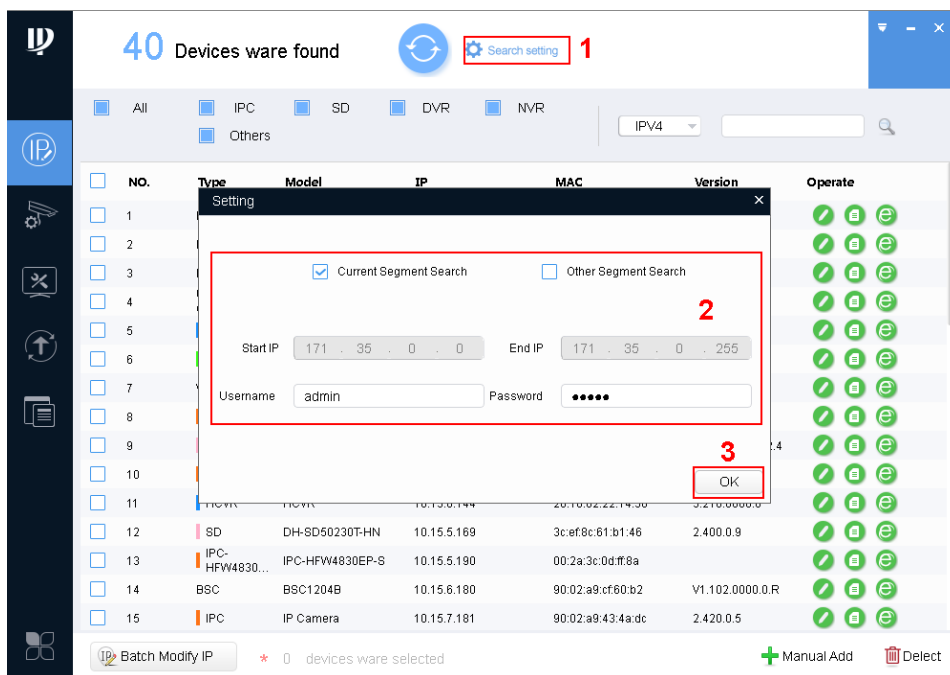 40 Devices ware found Search setting 1
All IPC SD DVR NVR
Others IPV4
NO. Type Model IP MAC Version Operate
Setting
1
2
3
4
5
6
7
8
9 .4
10
11
Current Segment Search Other Segment Search
2
Start IP 171 . 35 . 0 . 0 End IP 171 . 35 . 0 . 255
Username admin Password •••••
3
OK
12 SD DH-SD50230T-HN 10.15.5.169 3c:ef:8c:61:b1:46 2.400.0.9
13 IPC-HFW4830... IPC-HFW4830EP-S 10.15.5.190 00:2a:3c:0d:ff:8a
14 BSC BSC1204B 10.15.6.180 90:02:a9:cf:60:b2 V1.102.0000.0.R
15 IPC IP Camera 10.15.7.181 90:02:a9:43:4a:dc 2.420.0.5
Batch Modify IP * 0 devices ware selected Manual Add Delect